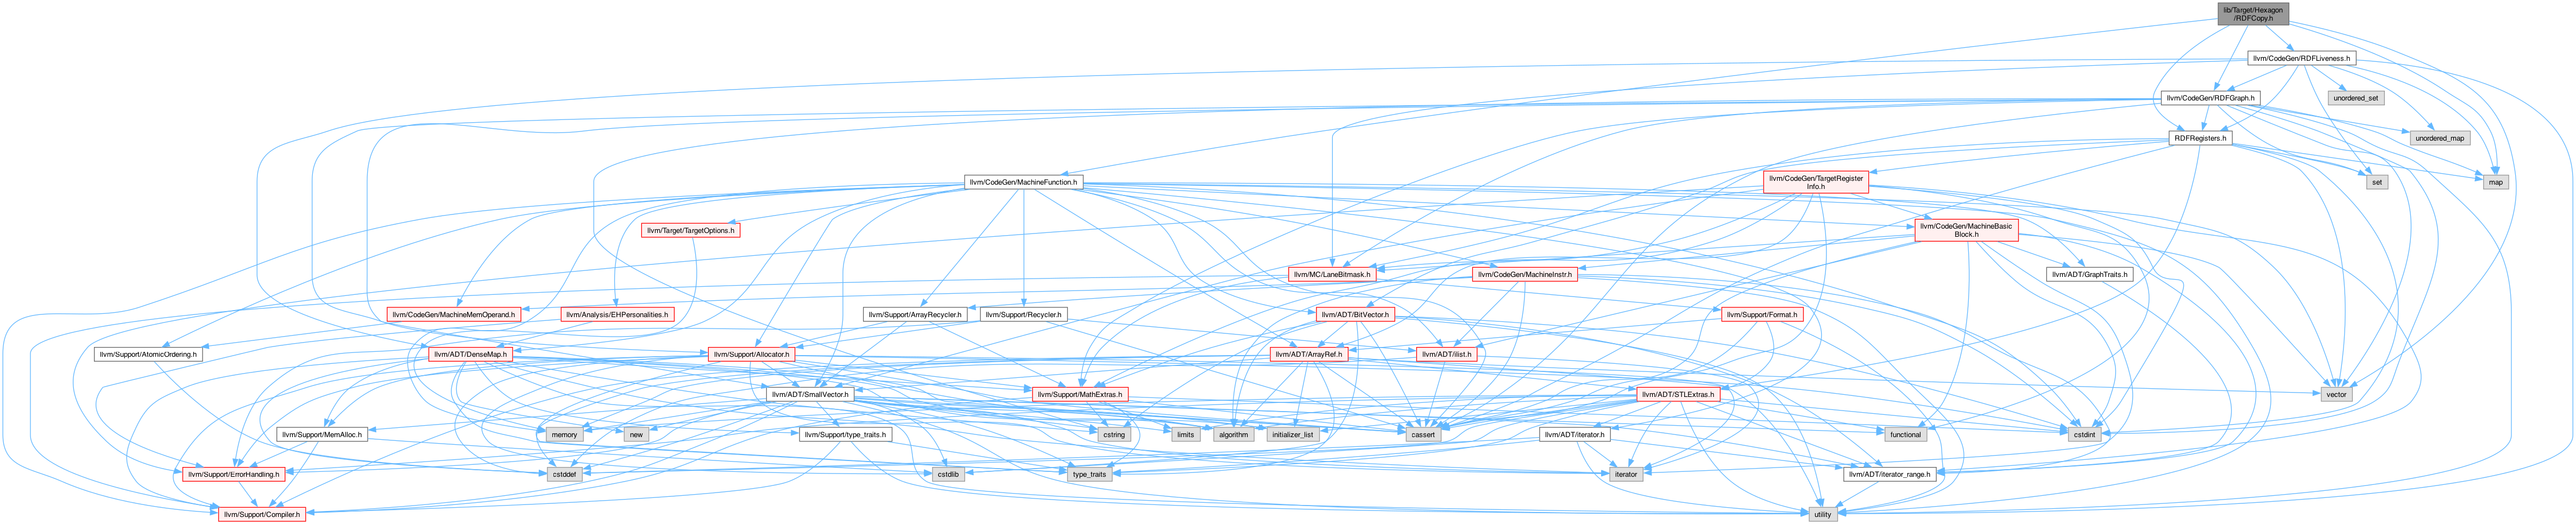 lib/Target/Hexagon
/RDFCopy.h
llvm/CodeGen/RDFLiveness.h
unordered_set
llvm/CodeGen/RDFGraph.h
unordered_map
RDFRegisters.h
llvm/CodeGen/MachineFunction.h
llvm/CodeGen/TargetRegister
Info.h
set
map
llvm/Target/TargetOptions.h
llvm/CodeGen/MachineBasic
Block.h
llvm/MC/LaneBitmask.h
llvm/CodeGen/MachineInstr.h
llvm/ADT/GraphTraits.h
llvm/CodeGen/MachineMemOperand.h
llvm/Analysis/EHPersonalities.h
llvm/Support/ArrayRecycler.h
llvm/Support/Recycler.h
llvm/ADT/BitVector.h
llvm/Support/Format.h
llvm/Support/AtomicOrdering.h
llvm/ADT/DenseMap.h
llvm/Support/Allocator.h
llvm/ADT/ArrayRef.h
llvm/ADT/ilist.h
llvm/ADT/SmallVector.h
llvm/Support/MathExtras.h
llvm/ADT/STLExtras.h
vector
llvm/Support/MemAlloc.h
memory
new
llvm/Support/type_traits.h
cstring
limits
algorithm
initializer_list
cassert
llvm/ADT/iterator.h
functional
cstdint
llvm/Support/ErrorHandling.h
cstddef
cstdlib
type_traits
iterator
llvm/ADT/iterator_range.h
llvm/Support/Compiler.h
utility